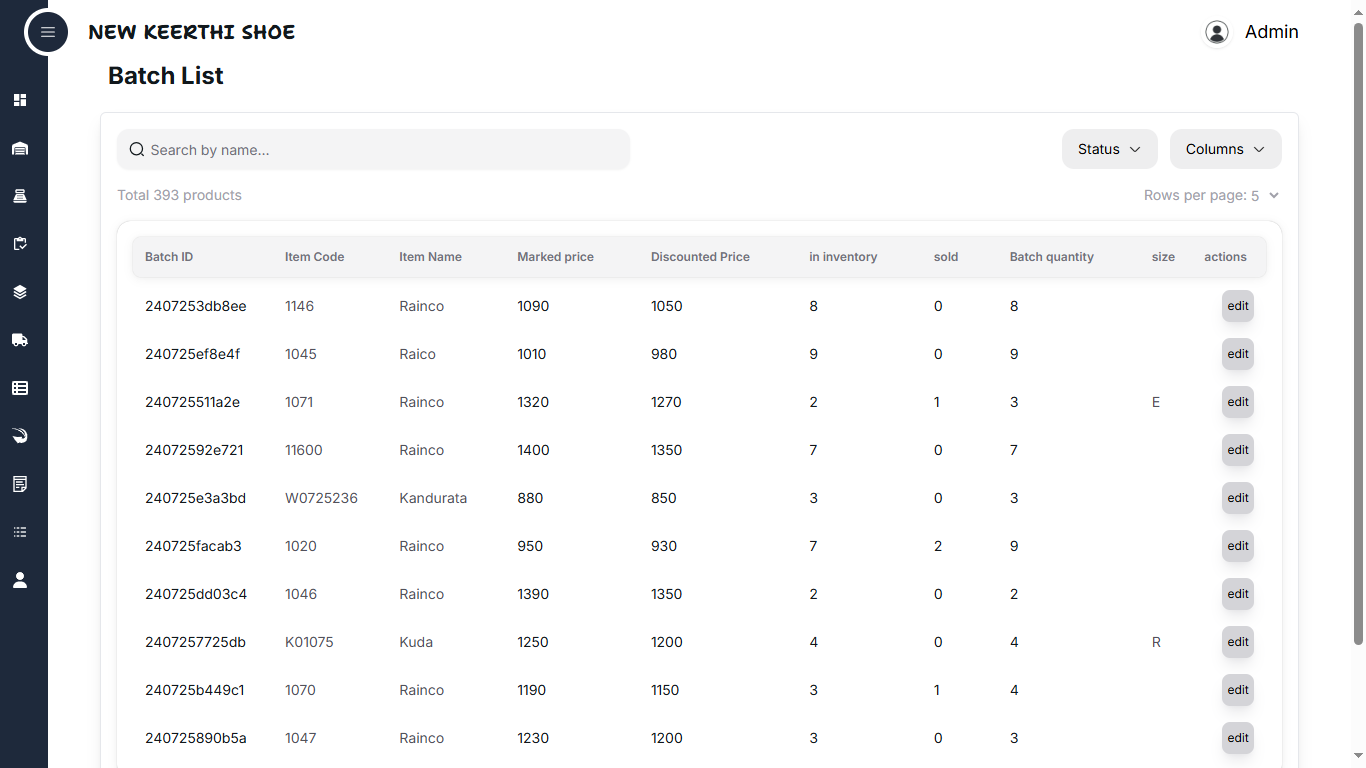 NEW KEERTHI SHOE
Admin
Batch List
Search by name...
Status
Columns
Total 393 products
Rows per page: 5
Batch ID Item Code Item Name Marked price Discounted Price in inventory sold Batch quantity size actions
2407253db8ee 1146 Rainco 1090 1050 8 0 8 edit
240725ef8e4f 1045 Raico 1010 980 9 0 9 edit
240725511a2e 1071 Rainco 1320 1270 2 1 3 E edit
24072592e721 11600 Rainco 1400 1350 7 0 7 edit
240725e3a3bd W0725236 Kandurata 880 850 3 0 3 edit
240725facab3 1020 Rainco 950 930 7 2 9 edit
240725dd03c4 1046 Rainco 1390 1350 2 0 2 edit
2407257725db K01075 Kuda 1250 1200 4 0 4 R edit
240725b449c1 1070 Rainco 1190 1150 3 1 4 edit
240725890b5a 1047 Rainco 1230 1200 3 0 3 edit